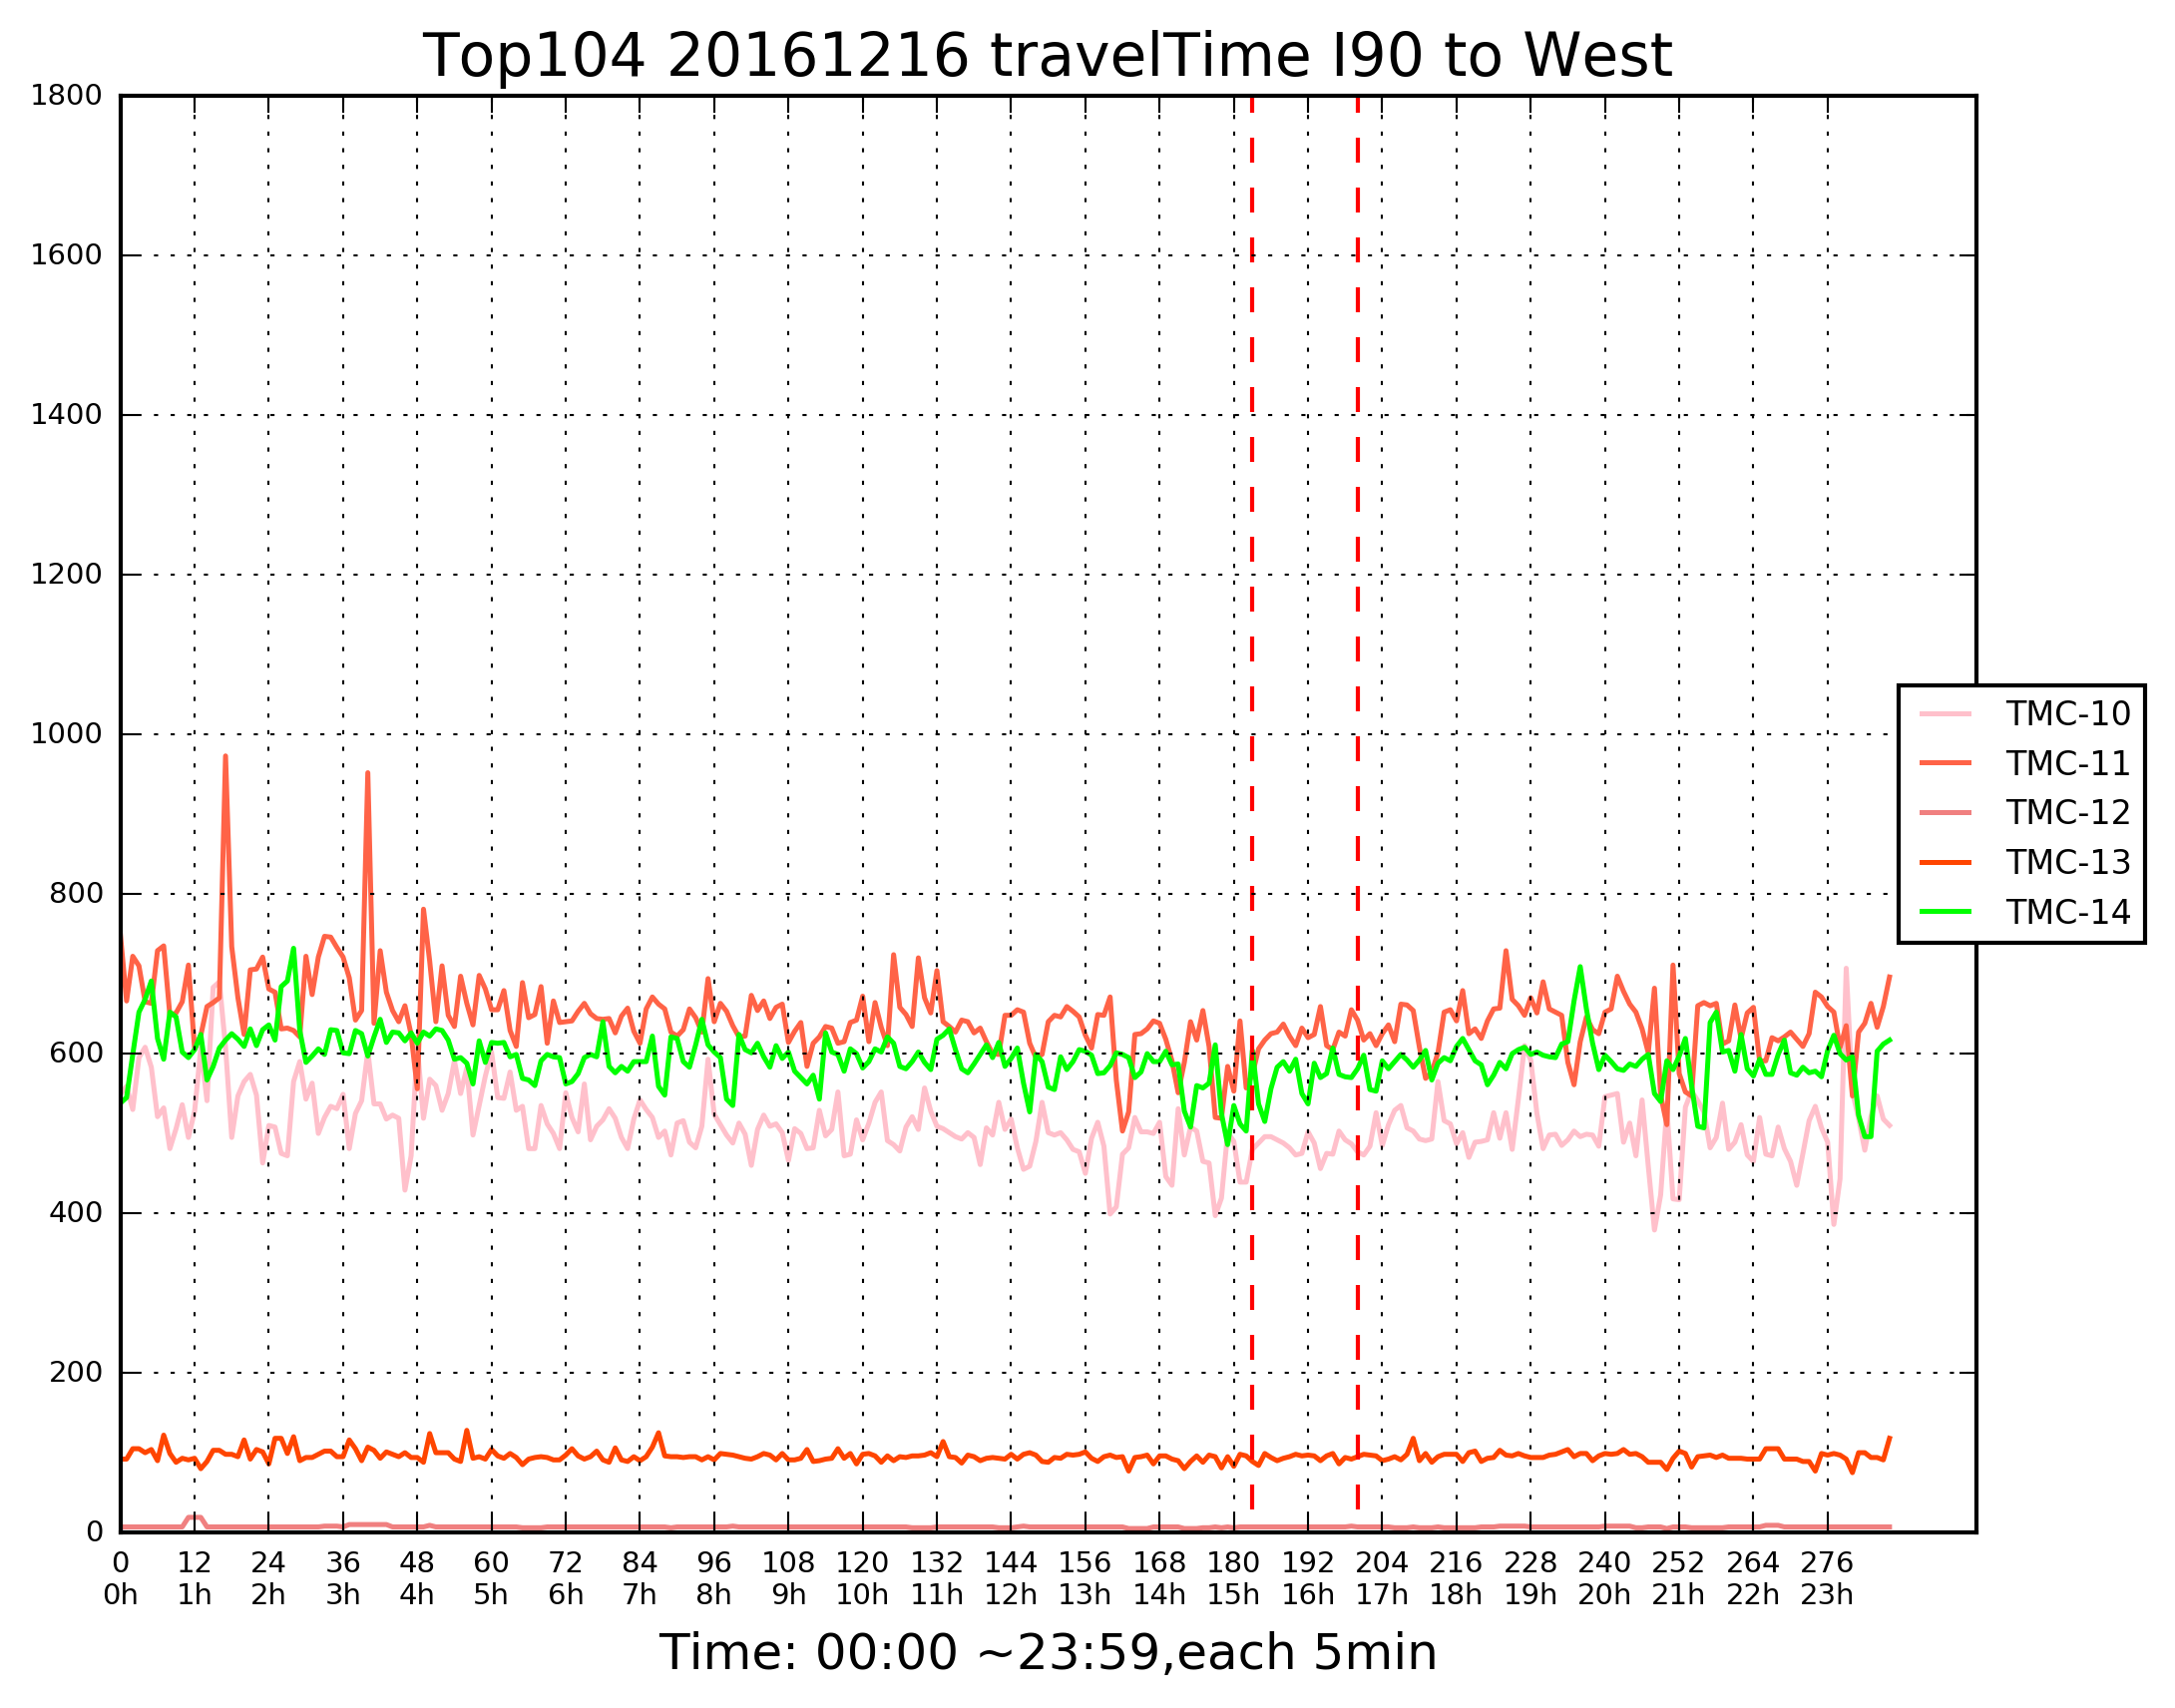 Top104 20161216 travelTime I90 to West
1800
1600
1400
1200
1000
800
600
400
200
0
TMC-10
TMC-11
TMC-12
TMC-13
TMC-14
0 12 24 36 48 60 72 84 96 108 120 132 144 156 168 180 192 204 216 228 240 252 264 276
0h 1h 2h 3h 4h 5h 6h 7h 8h 9h 10h 11h 12h 13h 14h 15h 16h 17h 18h 19h 20h 21h 22h 23h
Time: 00:00 ~23:59,each 5min